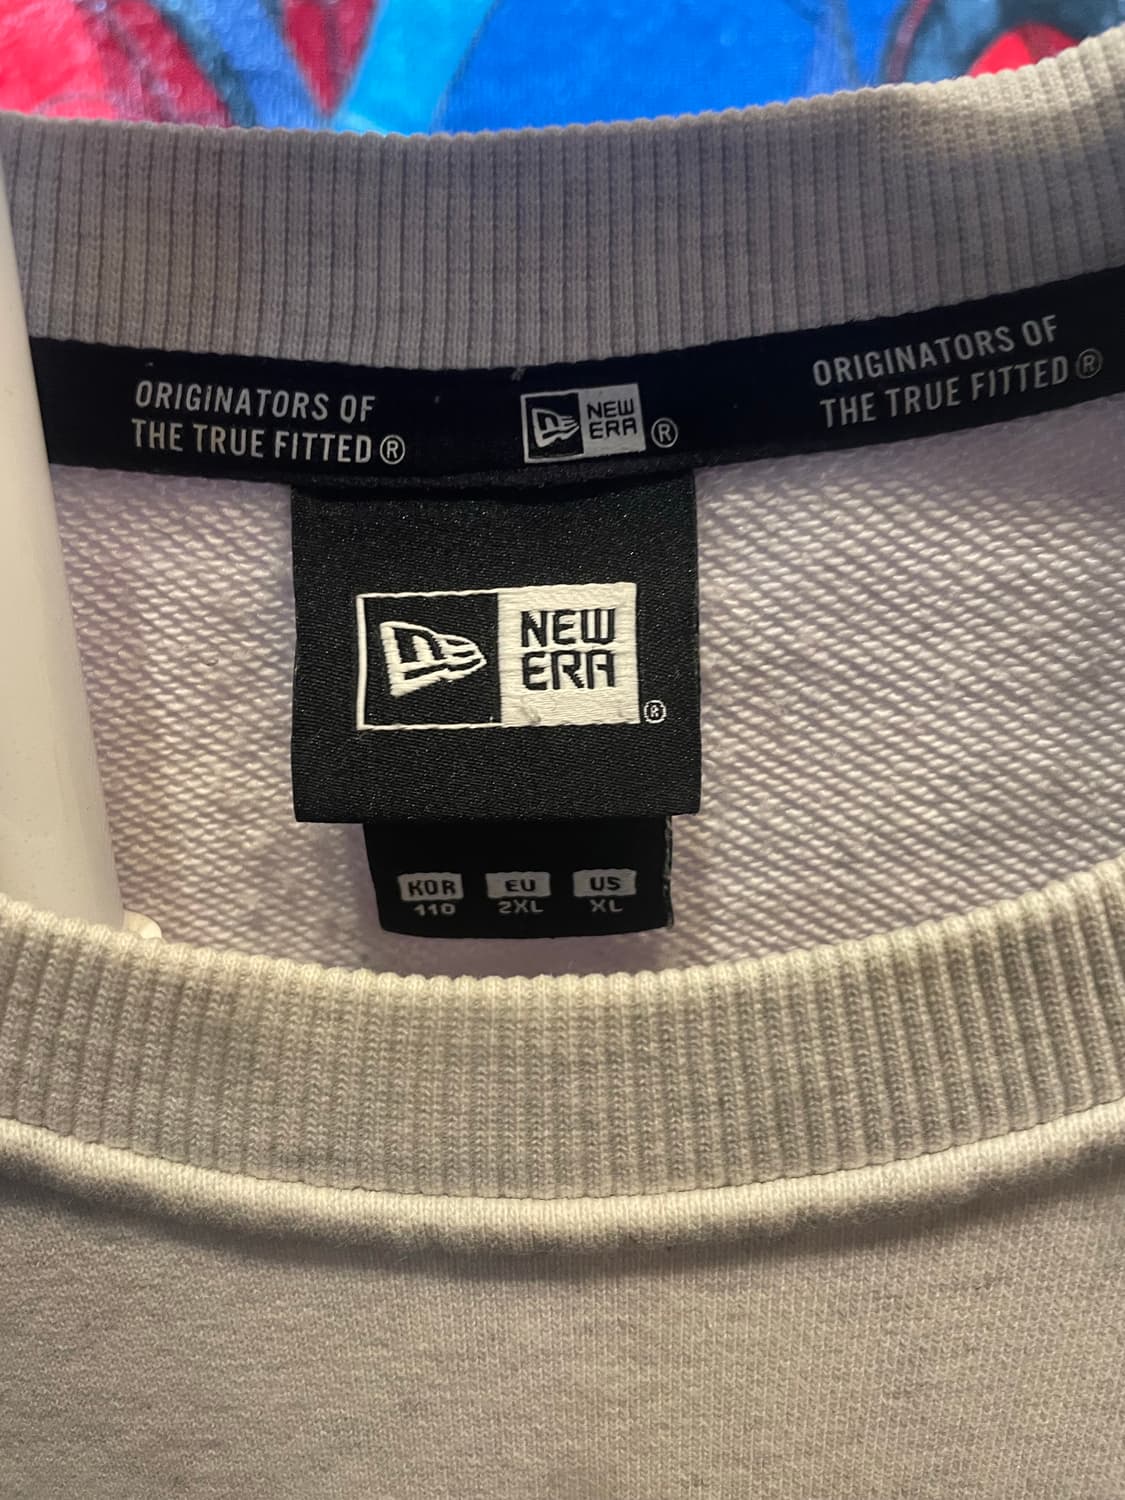 ORIGINATORS OF
THE TRUE FITTED®
NEW
ERA®
ORIGINATORS OF
THE TRUE FITTED®
NEW
ERA®
KOR EU US
110 2XL XL